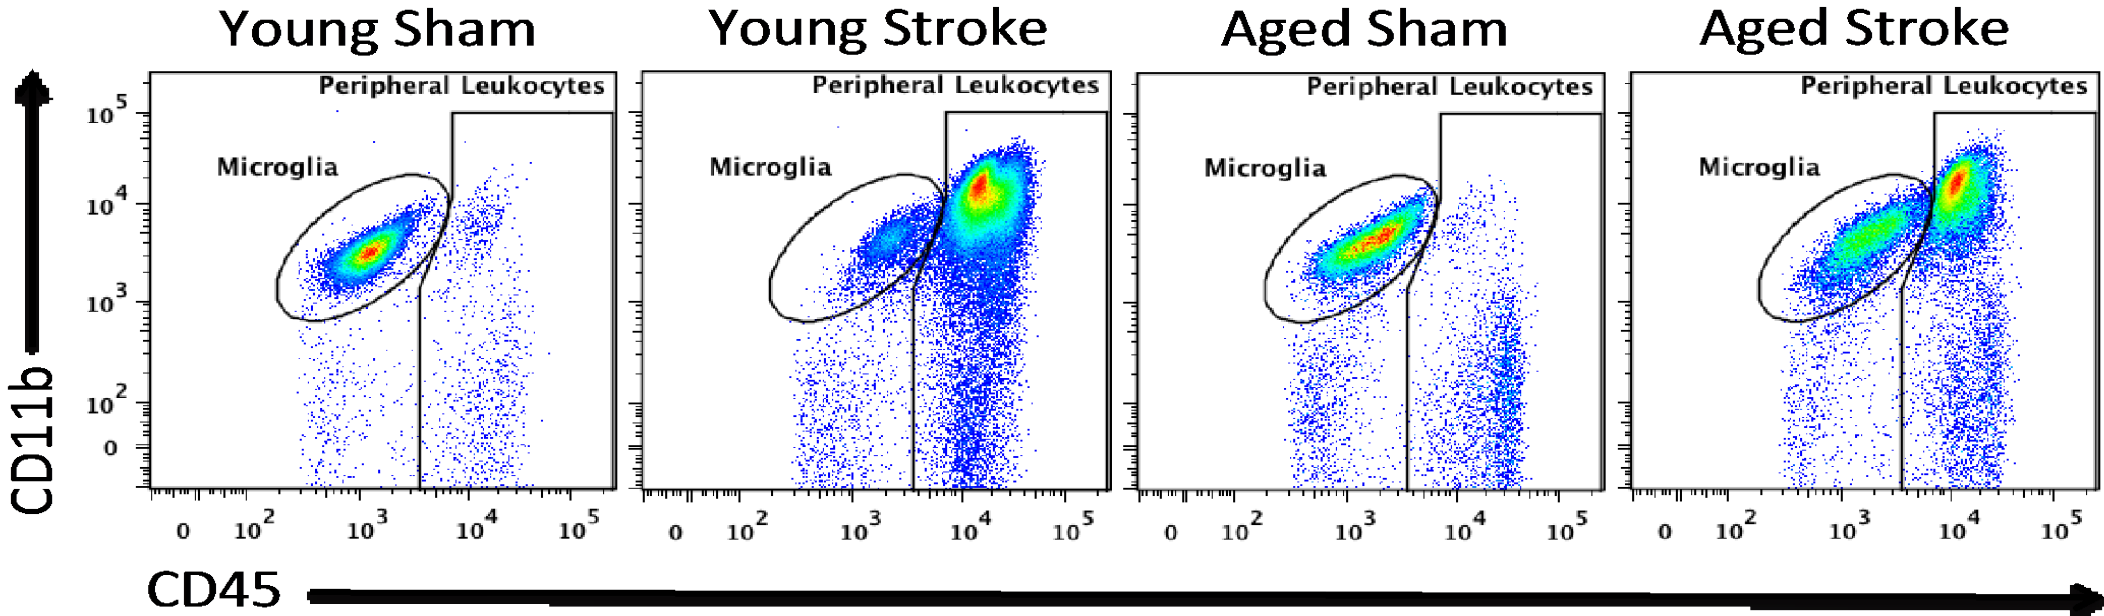 Young Sham
Young Stroke
Aged Sham
Aged Stroke
CD11b
10^5
10^4
10^3
10^2
0
Peripheral Leukocytes
Microglia
0 10^2 10^3 10^4 10^5
Peripheral Leukocytes
Microglia
0 10^2 10^3 10^4 10^5
Peripheral Leukocytes
Microglia
0 10^2 10^3 10^4 10^5
Peripheral Leukocytes
Microglia
0 10^2 10^3 10^4 10^5
CD45